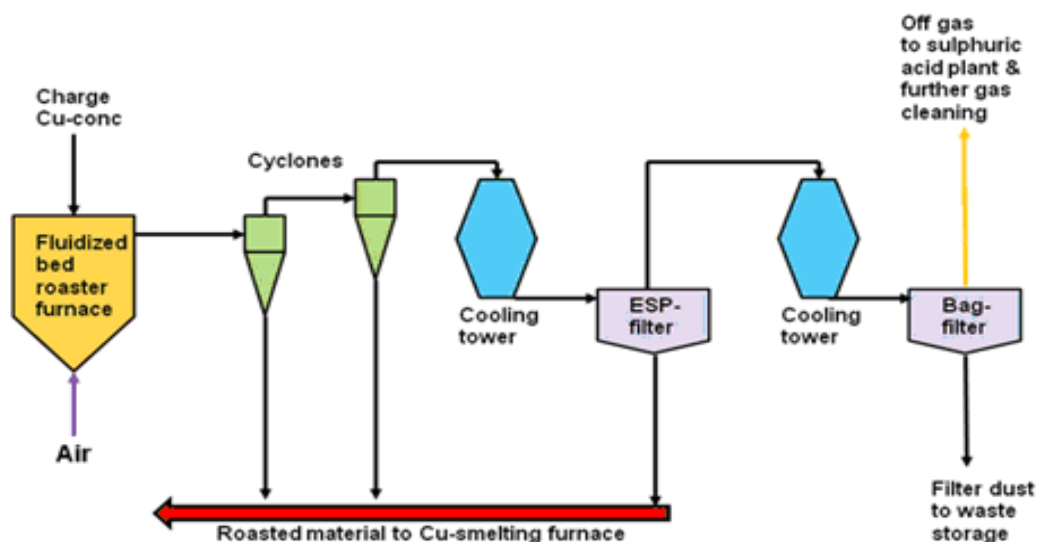 Off gas
to sulphuric
acid plant &
further gas
cleaning
Charge
Cu-conc
Cyclones
Fluidized
bed
roaster
furnace
Cooling
tower
ESP-
filter
Cooling
tower
Bag-
filter
Air
Filter dust
to waste
storage
Roasted material to Cu-smelting furnace